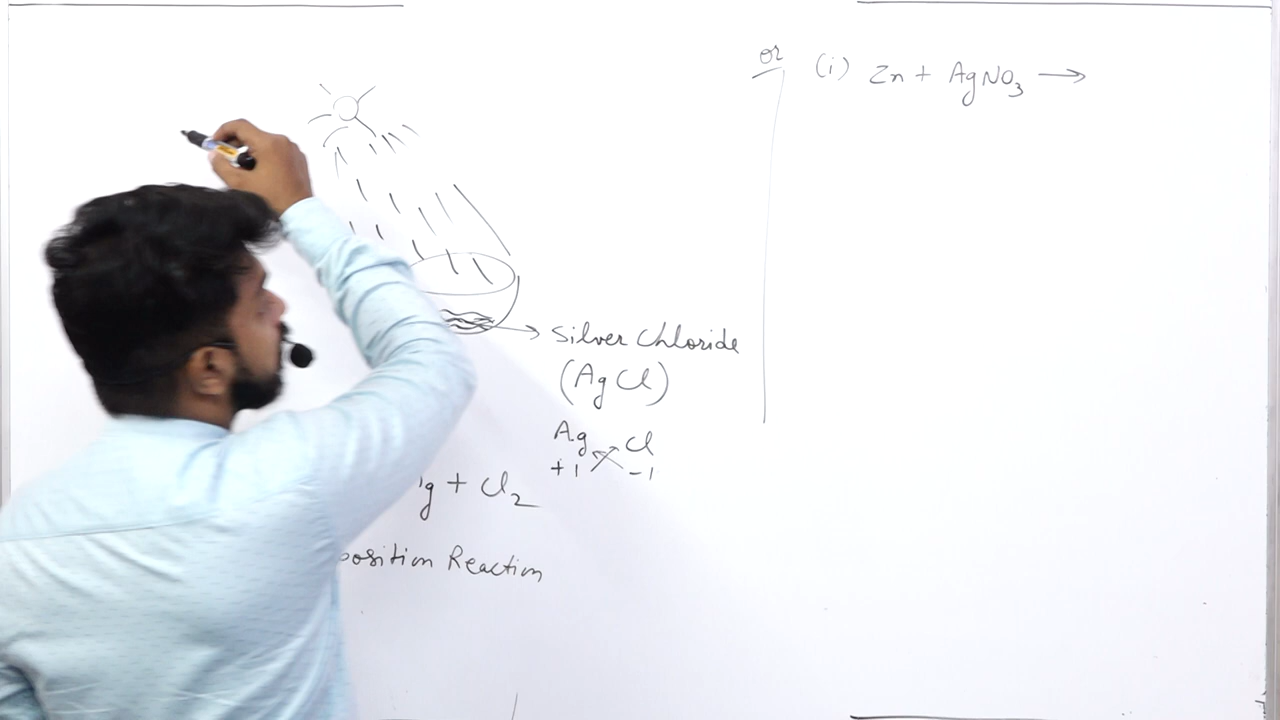 Silver Chloride
(AgCl)
Ag Cl
+1 -1
g + Cl2
position Reaction
or (i) Zn + AgNO3 →